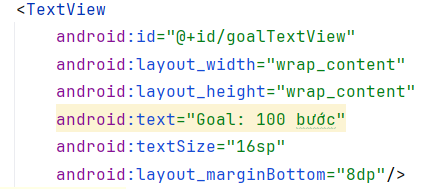 <TextView
android:id="@+id/goalTextView"
android:layout_width="wrap_content"
android:layout_height="wrap_content"
android:text="Goal: 100 bước"
android:textSize="16sp"
android:layout_marginBottom="8dp"/>